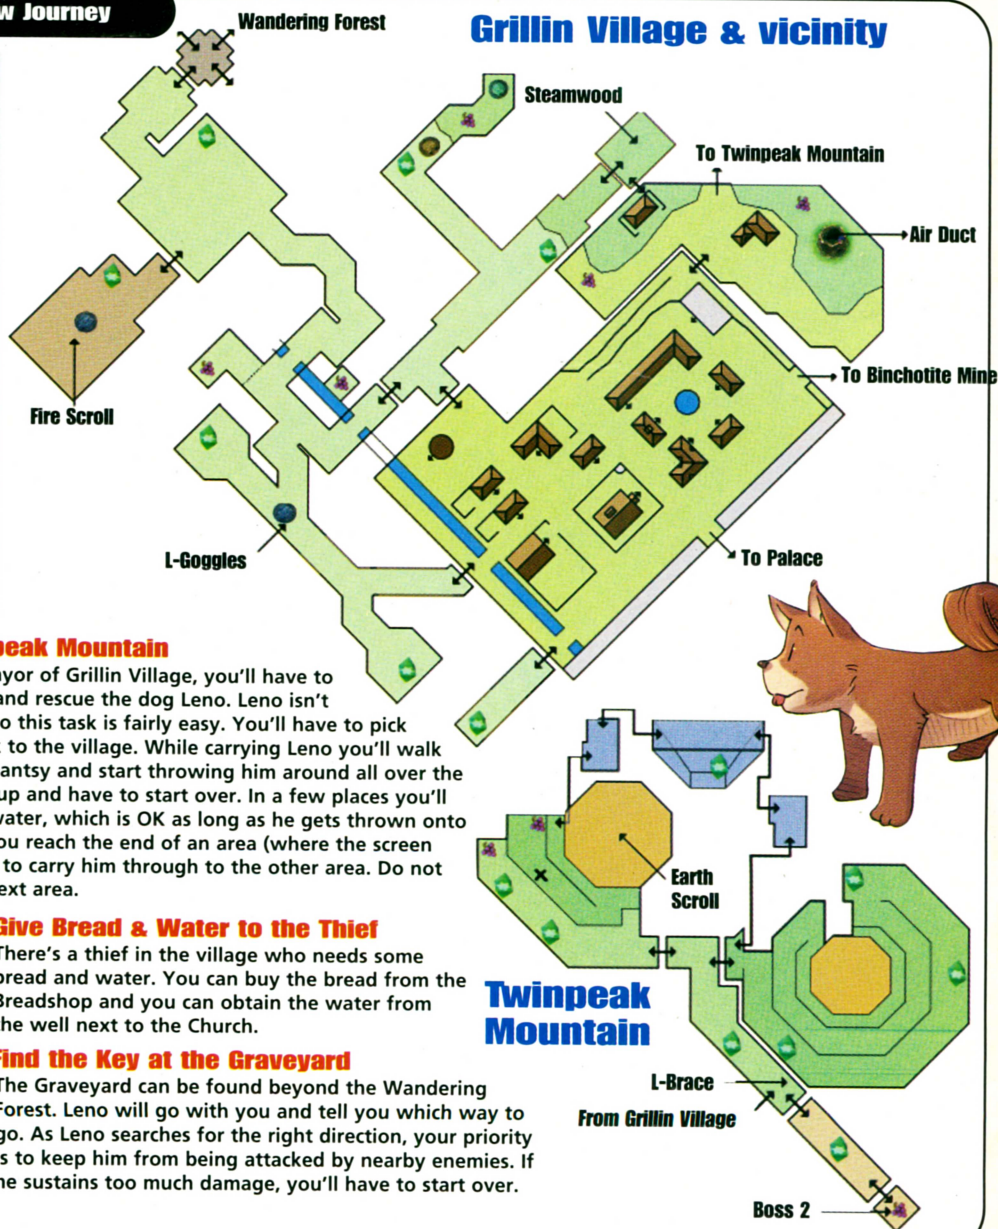 w Journey
Grillin Village & vicinity
Wandering Forest
Steamwood
To Twinpeak Mountain
Air Duct
To Binchotite Mine
Fire Scroll
L-Goggles
To Palace
peak Mountain
ayor of Grillin Village, you'll have to
and rescue the dog Leno. Leno isn't
o this task is fairly easy. You'll have to pick
to the village. While carrying Leno you'll walk
antsy and start throwing him around all over the
up and have to start over. In a few places you'll
water, which is OK as long as he gets thrown onto
ou reach the end of an area (where the screen
to carry him through to the other area. Do not
ext area.
Give Bread & Water to the Thief
There's a thief in the village who needs some
bread and water. You can buy the bread from the
Breadshop and you can obtain the water from
the well next to the Church.
Find the Key at the Graveyard
The Graveyard can be found beyond the Wandering
Forest. Leno will go with you and tell you which way to
go. As Leno searches for the right direction, your priority
is to keep him from being attacked by nearby enemies. If
he sustains too much damage, you'll have to start over.
Earth
Scroll
Twinpeak
Mountain
L-Brace
From Grillin Village
Boss 2